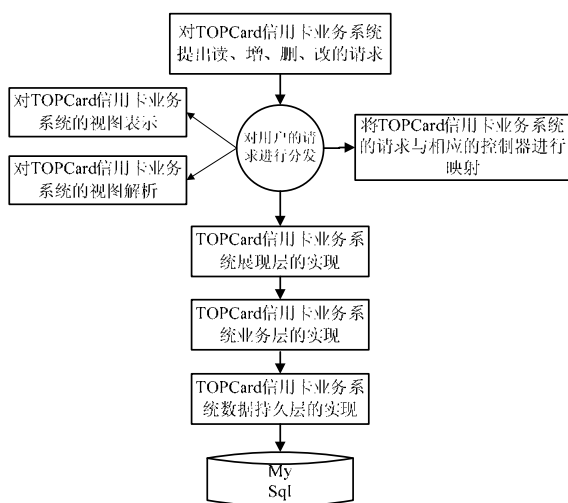 对TOPCard信用卡业务系统
提出读、增、删、改的请求
对TOPCard信用卡业务
系统的视图表示
对用户的请
求进行分发
将TOPCard信用卡业务系统
的请求与相应的控制器进行
映射
对TOPCard信用卡业务
系统的视图解析
TOPCard信用卡业务系
统展现层的实现
TOPCard信用卡业务系
统业务层的实现
TOPCard信用卡业务系
统数据持久层的实现
My
Sql